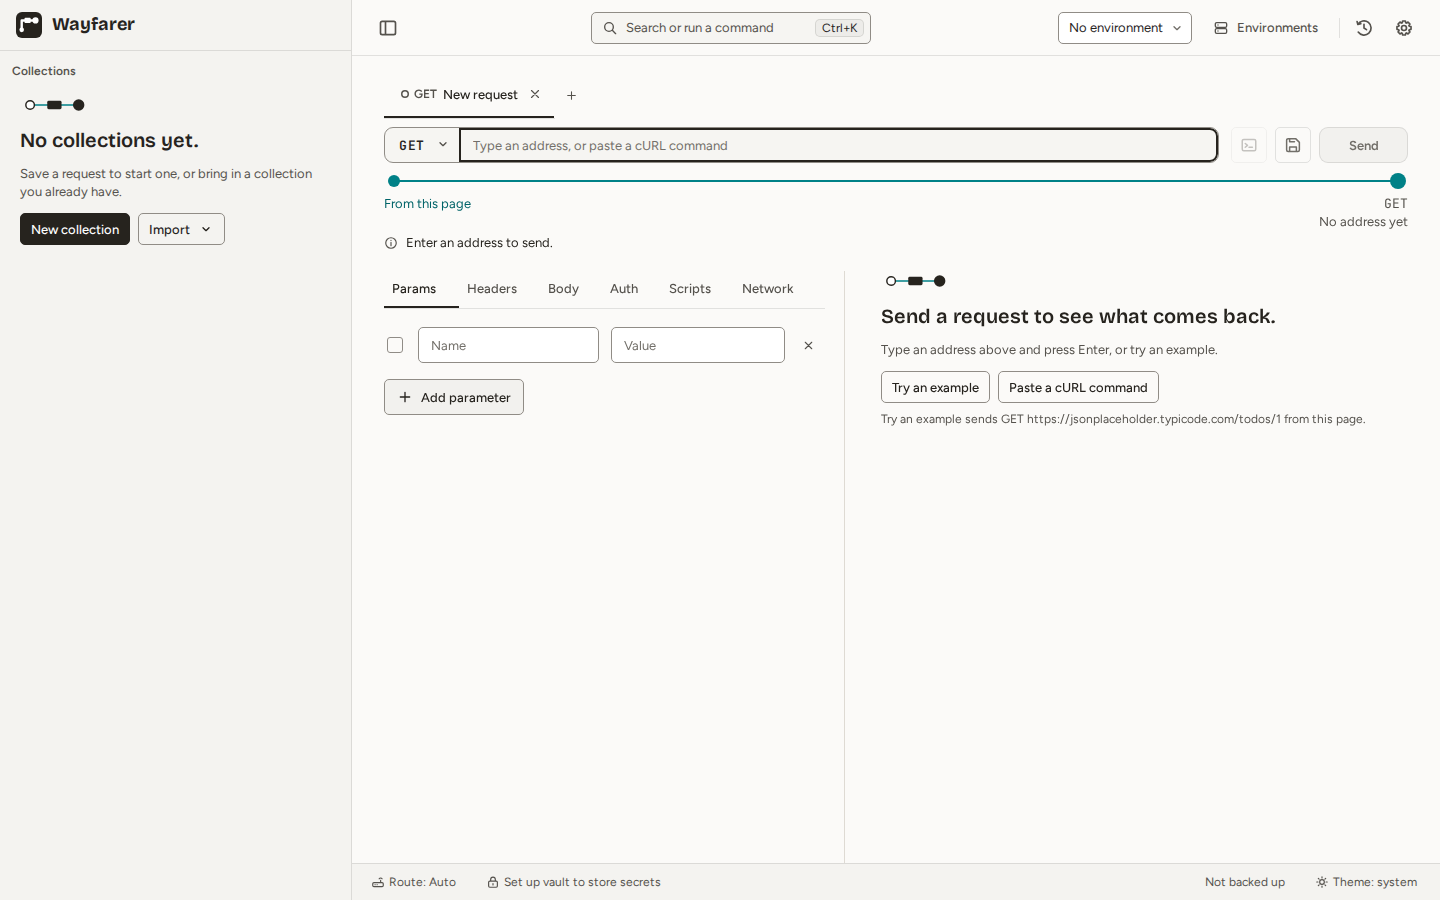 Wayfarer
Search or run a command
Ctrl+K
No environment
Environments
Collections
No collections yet.
Save a request to start one, or bring in a collection
you already have.
New collection
Import
GET New request
GET
Type an address, or paste a cURL command
Send
From this page
GET
No address yet
Enter an address to send.
Params
Headers
Body
Auth
Scripts
Network
Name
Value
Add parameter
Send a request to see what comes back.
Type an address above and press Enter, or try an example.
Try an example
Paste a cURL command
Try an example sends GET https://jsonplaceholder.typicode.com/todos/1 from this page.
Route: Auto
Set up vault to store secrets
Not backed up
Theme: system